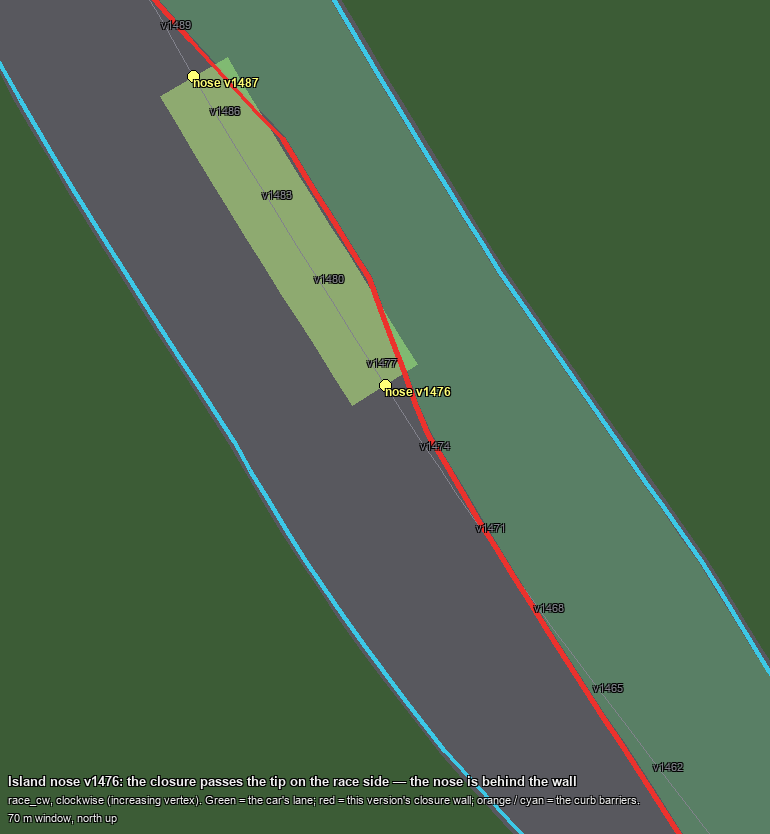 v1489
nose v1487
v1486
v1483
v1480
v1477
nose v1476
v1474
v1471
v1468
v1465
v1462
Island nose v1476: the closure passes the tip on the race side — the nose is behind the wall
race_cw, clockwise (increasing vertex). Green = the car's lane; red = this version's closure wall; orange / cyan = the curb barriers.
70 m window, north up